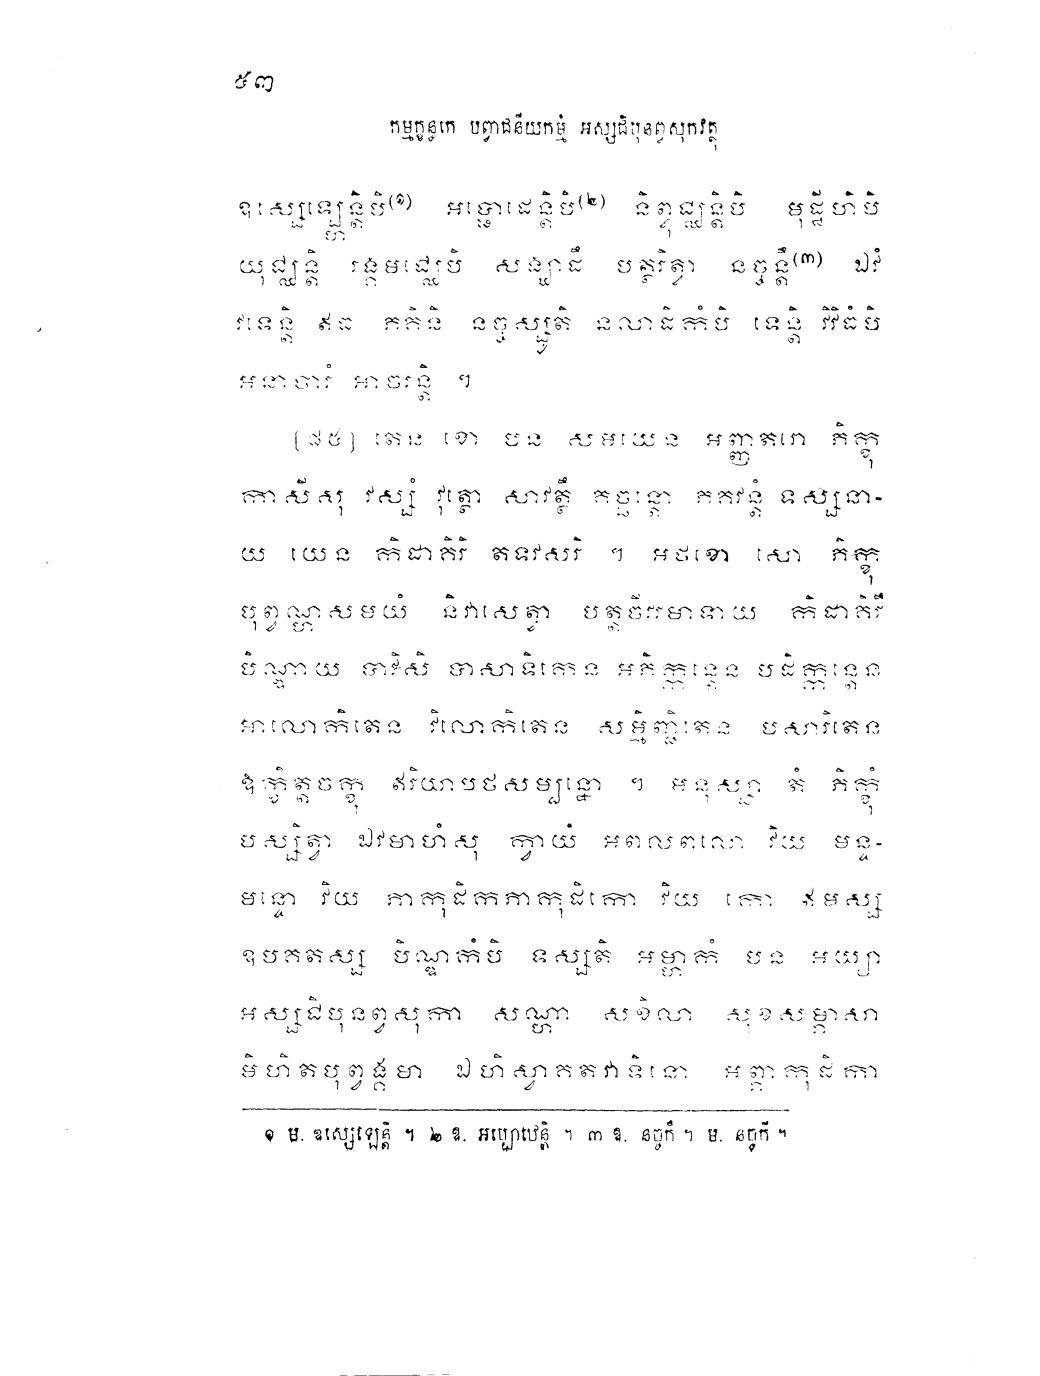 ៥៣
កម្មក្ខន្ធកេ បព្វាជនីយកម្មំ អស្សជិបុនព្វសុកវត្ថុ
ឧស្សេឡ្ហេន្តិបិ(១) អប្ផោដេន្តិបិ(២) និព្វុជ្ឈន្តិបិ មុដ្ឋីហិបិ
យុជ្ឈន្តិ រង្គមជ្ឈេបិ សង្ឃាដឹ បត្ថរិត្វា នច្ចន្តឹ(៣) ឯវំ
វទេន្តិ ឥធ ភគិនិ នច្ចស្សូតិ នលាដិកំបិ ទេន្តិ វិវិធំបិ
អនាចារំ អាចរន្តិ ។
[៨៥] តេន ខោ បន សមយេន អញ្ញតរោ ភិក្ខុ
កាសីសុ វស្សំ វុត្ថោ សាវត្ថឹ គច្ឆន្តោ ភគវន្តំ ទស្សនា-
យ យេន កិដាគិរិ តទវសរិ ។ អថខោ សោ ភិក្ខុ
បុព្វណ្ហសមយំ និវាសេត្វា បត្តចីវរមាទាយ កិដាគិរឹ
បិណ្ឌាយ បាវិសិ បាសាទិកេន អភិក្កន្តេន បដិក្កន្តេន
អាលោកិតេន វិលោកិតេន សម្មិញ្ជិតេន បសារិតេន
ឱក្ខិត្តចក្ខុ ឥរិយាបថសម្បន្នោ ។ មនុស្សា តំ ភិក្ខុំ
បស្សិត្វា ឯវមាហំសុ ក្វាយំ អពលពលោ វិយ មន្ទ-
មន្ទោ វិយ ភាកុដិកភាកុដិកោ វិយ កោ ឥមស្ស
ឧបគតស្ស បិណ្ឌកំបិ ទស្សតិ អម្ហាកំ បន អយ្យា
អស្សជិបុនព្វសុកា សណ្ហា សខិលា សុខសម្ភាសា
មិហិតបុព្វង្គមា ឯហិស្វាគតវាទិនោ អព្ភាកុដិកា
១ ម. ឧស្សេឡេន្តិ ។ ២ ឱ. អប្ផោឋេន្តិ ។ ៣ ឱ. នច្ចកឹ ។ ម. នច្ចកី ។